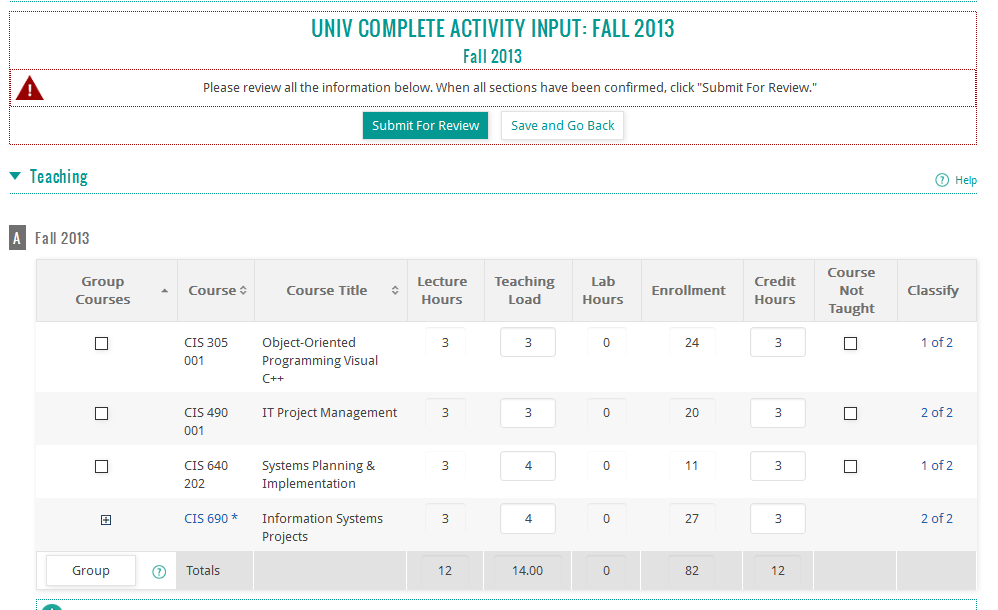 UNIV COMPLETE ACTIVITY INPUT: FALL 2013
Fall 2013
Please review all the information below. When all sections have been confirmed, click "Submit For Review."
Submit For Review Save and Go Back
Teaching
? Help
A Fall 2013
Group Courses Course Course Title Lecture Hours Teaching Load Lab Hours Enrollment Credit Hours Course Not Taught Classify
CIS 305 001 Object-Oriented Programming Visual C++ 3 3 0 24 3 1 of 2
CIS 490 001 IT Project Management 3 3 0 20 3 2 of 2
CIS 640 202 Systems Planning & Implementation 3 4 0 11 3 1 of 2
CIS 690 * Information Systems Projects 3 4 0 27 3 2 of 2
Group ? Totals 12 14.00 0 82 12